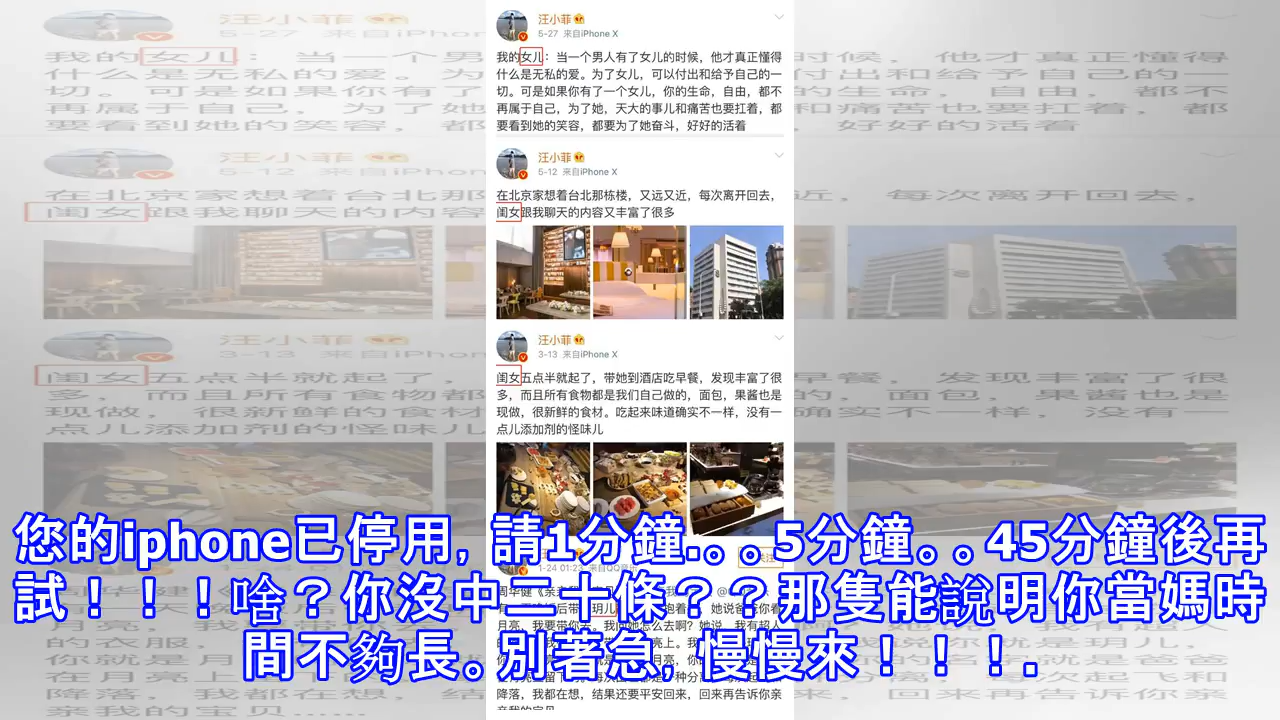 汪小菲
5-27 来自iPhone X
我的女儿：当一个男人有了女儿的时候，他才真正懂得
什么是无私的爱。为了女儿，可以付出和给予自己的一
切。可是如果你有了一个女儿，你的生命，自由，都不
再属于自己，为了她，天大的事儿和痛苦也要扛着，都
要看到她的笑容，都要为了她奋斗，好好的活着
汪小菲
5-12 来自iPhone X
在北京家想着台北那栋楼，又远又近，每次离开回去，
闺女跟我聊天的内容又丰富了很多
汪小菲
3-13 来自iPhone X
闺女五点半就起了，带她到酒店吃早餐，发现丰富了很
多，而且所有食物都是我们自己做的，面包，果酱也是
现做，很新鲜的食材。吃起来味道确实不一样，没有一
点儿添加剂的怪味儿
您的iphone已停用，請1分鐘.。。5分鐘。。45分鐘後再
試！！！啥？你沒中二十條？？那隻能說明你當媽時
間不夠長。別著急，慢慢來！！！.
降落，我都在想，结果还要平安回来，回来再告诉你亲